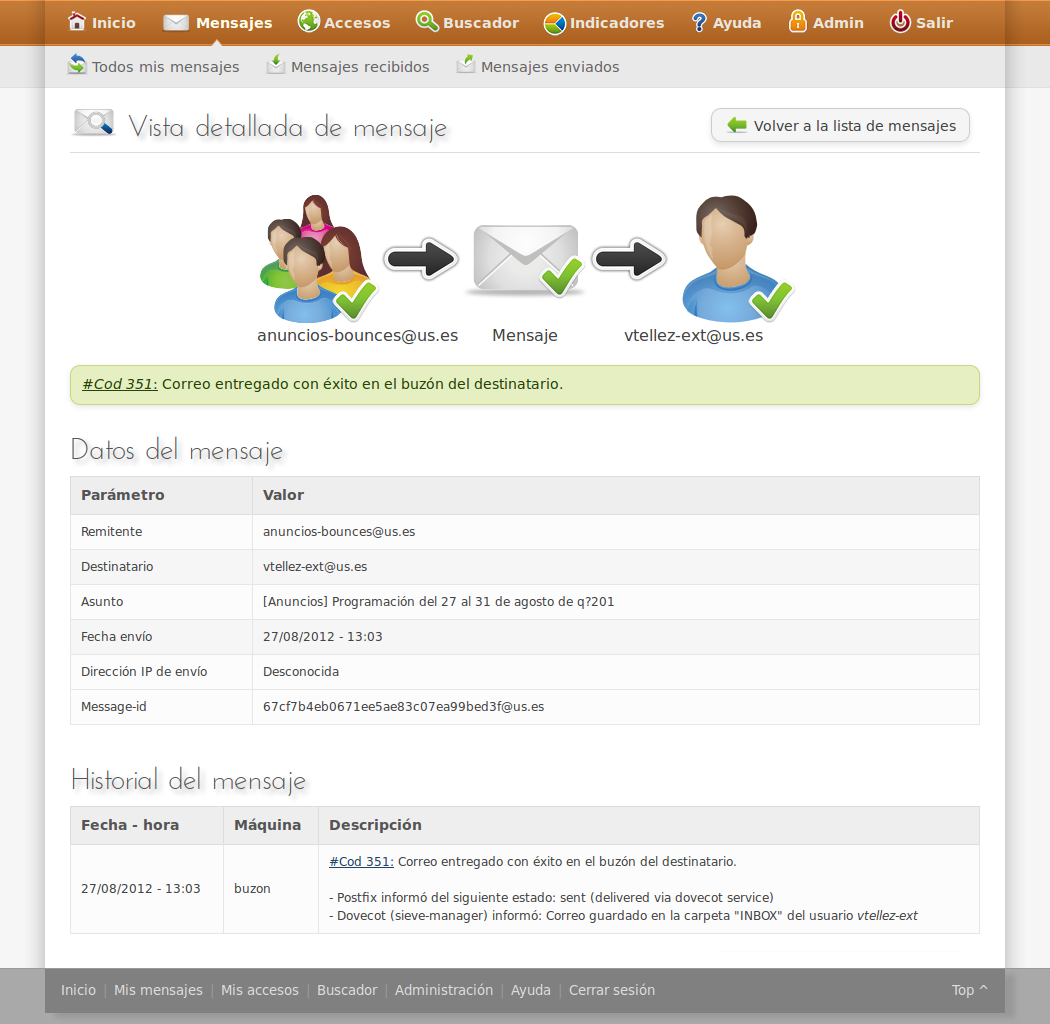 Inicio Mensajes Accesos Buscador Indicadores Ayuda Admin Salir
Todos mis mensajes Mensajes recibidos Mensajes enviados
Vista detallada de mensaje Volver a la lista de mensajes
anuncios-bounces@us.es Mensaje vtellez-ext@us.es
#Cod 351: Correo entregado con éxito en el buzón del destinatario.
Datos del mensaje
Parámetro Valor
Remitente anuncios-bounces@us.es
Destinatario vtellez-ext@us.es
Asunto [Anuncios] Programación del 27 al 31 de agosto de q?201
Fecha envío 27/08/2012 - 13:03
Dirección IP de envío Desconocida
Message-id 67cf7b4eb0671ee5ae83c07ea99bed3f@us.es
Historial del mensaje
Fecha - hora Máquina Descripción
27/08/2012 - 13:03 buzon #Cod 351: Correo entregado con éxito en el buzón del destinatario.
- Postfix informó del siguiente estado: sent (delivered via dovecot service)
- Dovecot (sieve-manager) informó: Correo guardado en la carpeta "INBOX" del usuario vtellez-ext
Inicio | Mis mensajes | Mis accesos | Buscador | Administración | Ayuda | Cerrar sesión Top ^